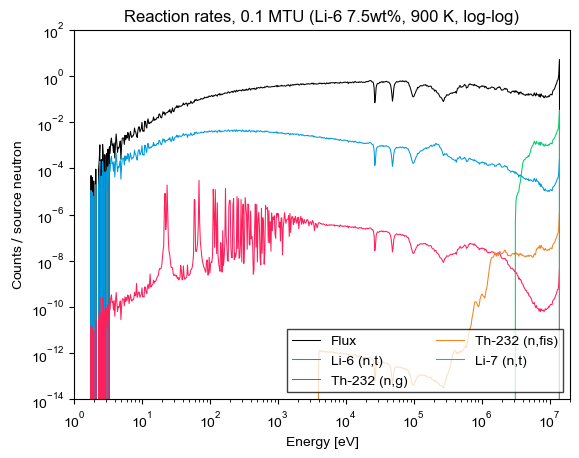 Reaction rates, 0.1 MTU (Li-6 7.5wt%, 900 K, log-log)
Counts / source neutron
10^2
10^0
10^-2
10^-4
10^-6
10^-8
10^-10
10^-12
10^-14
Flux
Li-6 (n,t)
Th-232 (n,g)
Th-232 (n,fis)
Li-7 (n,t)
10^0 10^1 10^2 10^3 10^4 10^5 10^6 10^7
Energy [eV]